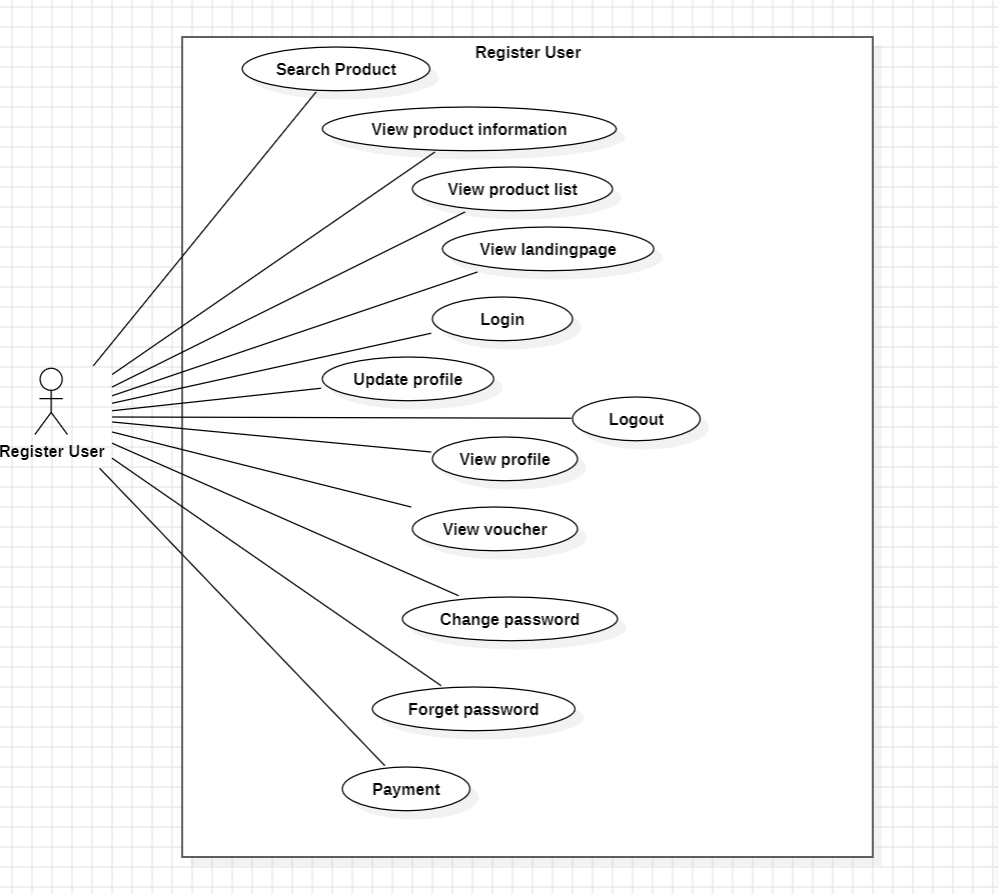 Register User
Search Product
View product information
View product list
View landingpage
Login
Update profile
Logout
Register User
View profile
View voucher
Change password
Forget password
Payment